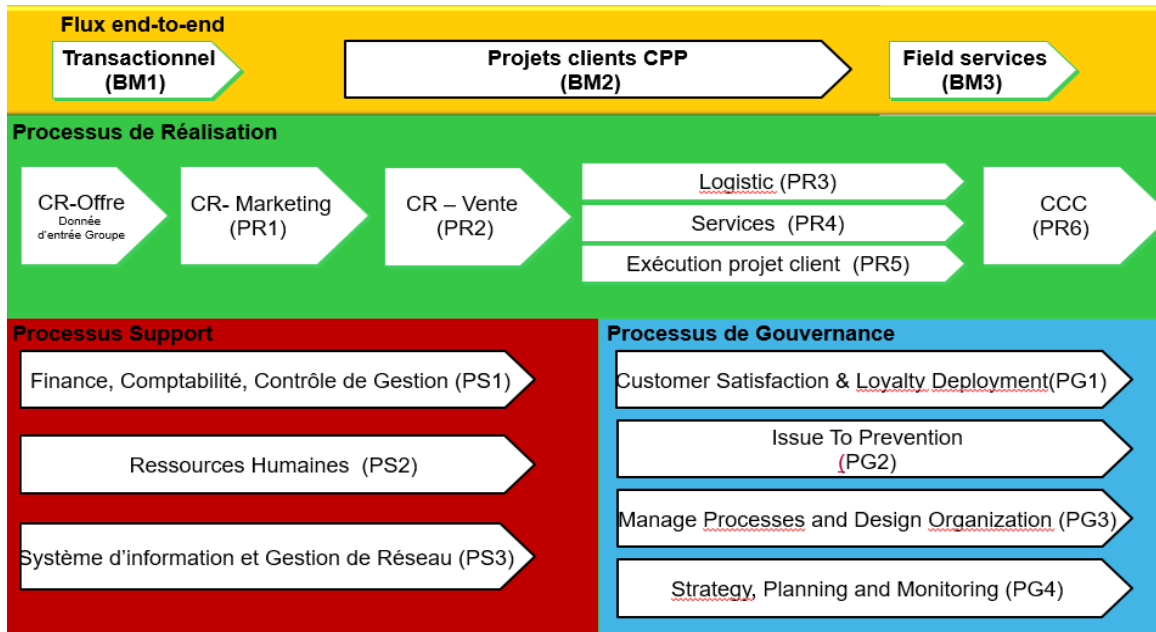 Flux end-to-end
Transactionnel
(BM1)
Projets clients CPP
(BM2)
Field services
(BM3)
Processus de Réalisation
CR-Offre
Donnée
d'entrée Groupe
CR- Marketing
(PR1)
CR – Vente
(PR2)
Logistic (PR3)
Services (PR4)
Exécution projet client (PR5)
CCC
(PR6)
Processus Support
Finance, Comptabilité, Contrôle de Gestion (PS1)
Ressources Humaines (PS2)
Système d'information et Gestion de Réseau (PS3)
Processus de Gouvernance
Customer Satisfaction & Loyalty Deployment(PG1)
Issue To Prevention
(PG2)
Manage Processes and Design Organization (PG3)
Strategy, Planning and Monitoring (PG4)